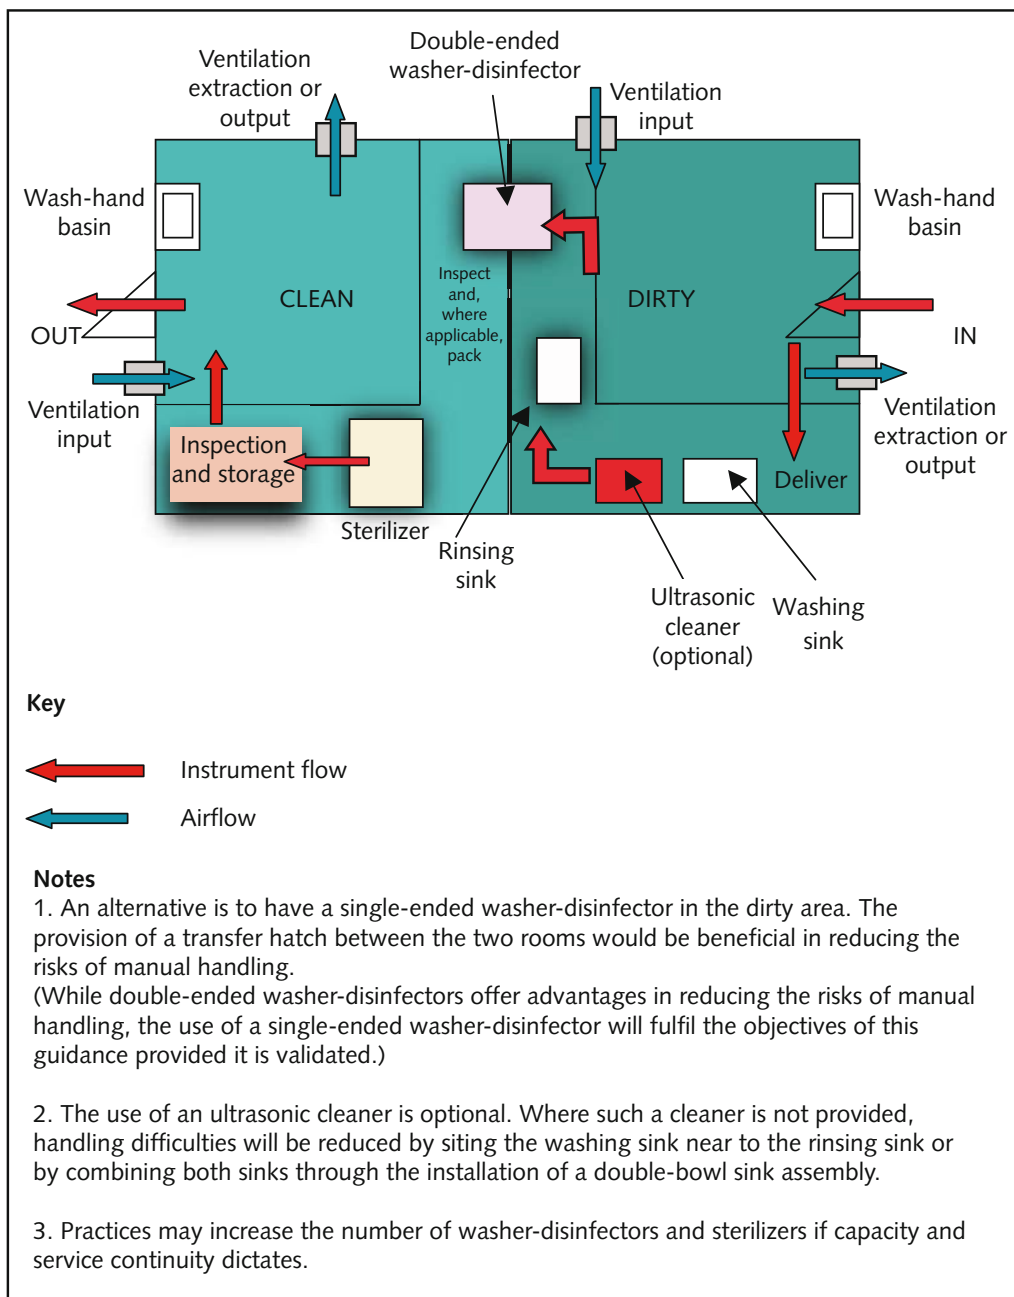 Double-ended
washer-disinfector
Ventilation
extraction or
output
Ventilation
input
Wash-hand
basin
Wash-hand
basin
CLEAN
Inspect
and,
where
applicable,
pack
DIRTY
OUT
IN
Ventilation
input
Ventilation
extraction or
output
Inspection
and storage
Deliver
Sterilizer
Rinsing
sink
Ultrasonic
cleaner
(optional)
Washing
sink
Key
Instrument flow
Airflow
Notes
1. An alternative is to have a single-ended washer-disinfector in the dirty area. The
provision of a transfer hatch between the two rooms would be beneficial in reducing the
risks of manual handling.
(While double-ended washer-disinfectors offer advantages in reducing the risks of manual
handling, the use of a single-ended washer-disinfector will fulfil the objectives of this
guidance provided it is validated.)
2. The use of an ultrasonic cleaner is optional. Where such a cleaner is not provided,
handling difficulties will be reduced by siting the washing sink near to the rinsing sink or
by combining both sinks through the installation of a double-bowl sink assembly.
3. Practices may increase the number of washer-disinfectors and sterilizers if capacity and
service continuity dictates.